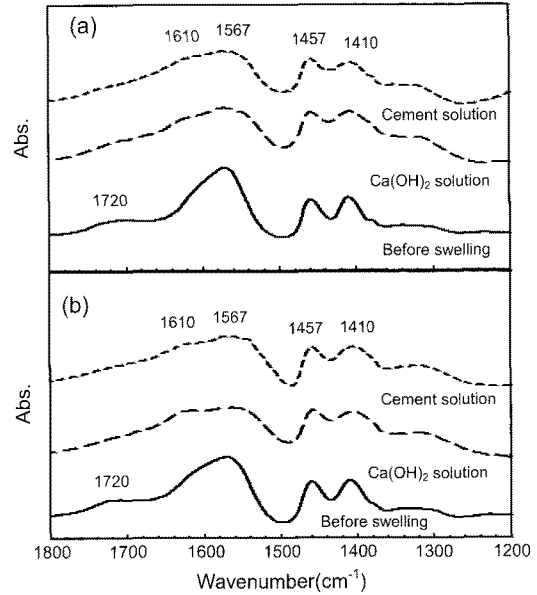 (a)
1610 1567 1457 1410
Cement solution
Ca(OH)₂ solution
1720
Before swelling
Abs.
(b)
1610 1567 1457 1410
Cement solution
Ca(OH)₂ solution
1720
Before swelling
Abs.
1800 1700 1600 1500 1400 1300 1200
Wavenumber(cm⁻¹)